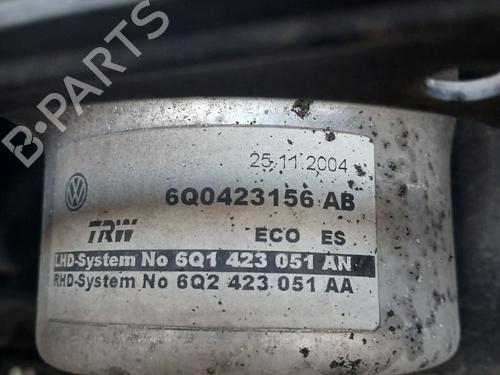 B-PARTS
25.11.2004
6Q0423156 AB
TRW
ECO ES
LHD-System No 6Q1 423 051 AN
RHD-System No 6Q2 423 051 AA